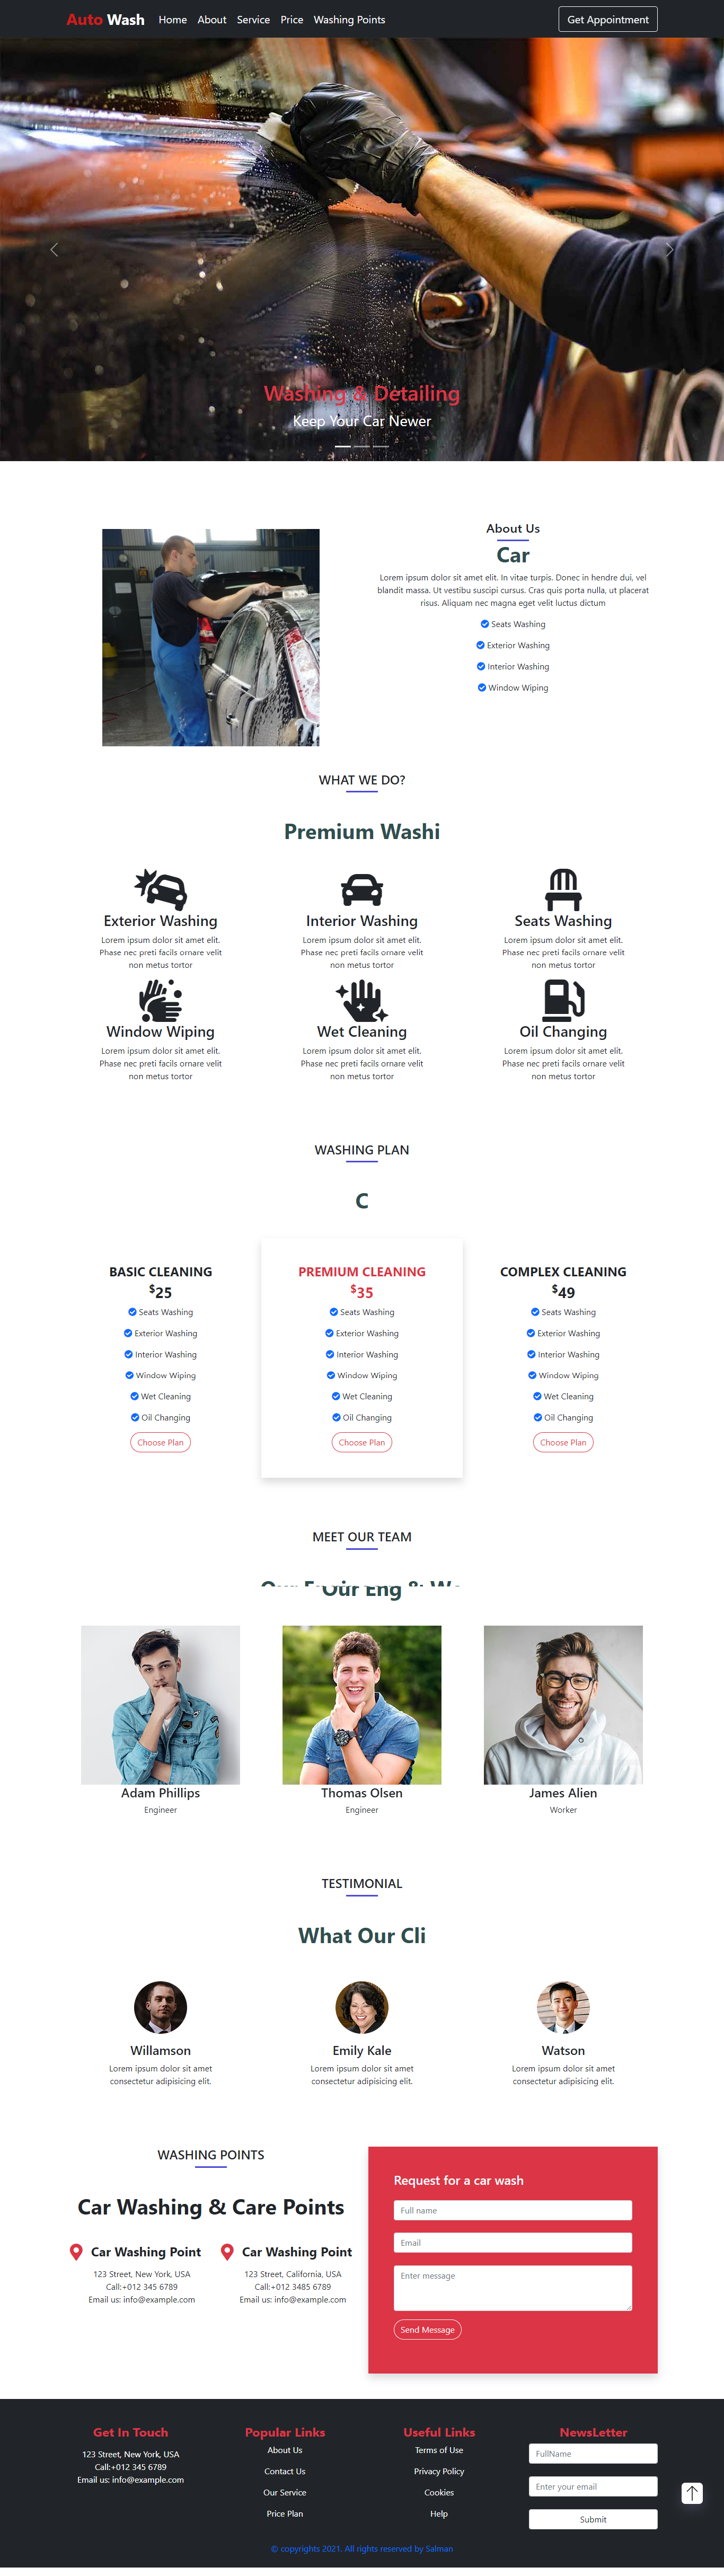 Auto Wash Home About Service Price Washing Points Get Appointment
Washing & Detailing
Keep Your Car Newer
About Us
Car
Lorem ipsum dolor sit amet elit. In vitae turpis. Donec in hendre dui, vel
blandit massa. Ut vestibu suscipi cursus. Cras quis porta nulla, ut placerat
risus. Aliquam nec magna eget velit luctus dictum
Seats Washing
Exterior Washing
Interior Washing
Window Wiping
WHAT WE DO?
Premium Washi
Exterior Washing
Lorem ipsum dolor sit amet elit.
Phase nec preti facils ornare velit
non metus tortor
Interior Washing
Lorem ipsum dolor sit amet elit.
Phase nec preti facils ornare velit
non metus tortor
Seats Washing
Lorem ipsum dolor sit amet elit.
Phase nec preti facils ornare velit
non metus tortor
Window Wiping
Lorem ipsum dolor sit amet elit.
Phase nec preti facils ornare velit
non metus tortor
Wet Cleaning
Lorem ipsum dolor sit amet elit.
Phase nec preti facils ornare velit
non metus tortor
Oil Changing
Lorem ipsum dolor sit amet elit.
Phase nec preti facils ornare velit
non metus tortor
WASHING PLAN
C
BASIC CLEANING
$25
Seats Washing
Exterior Washing
Interior Washing
Window Wiping
Wet Cleaning
Oil Changing
Choose Plan
PREMIUM CLEANING
$35
Seats Washing
Exterior Washing
Interior Washing
Window Wiping
Wet Cleaning
Oil Changing
Choose Plan
COMPLEX CLEANING
$49
Seats Washing
Exterior Washing
Interior Washing
Window Wiping
Wet Cleaning
Oil Changing
Choose Plan
MEET OUR TEAM
Our Eng &
Adam Phillips
Engineer
Thomas Olsen
Engineer
James Alien
Worker
TESTIMONIAL
What Our Cli
Willamson
Lorem ipsum dolor sit amet
consectetur adipisicing elit.
Emily Kale
Lorem ipsum dolor sit amet
consectetur adipisicing elit.
Watson
Lorem ipsum dolor sit amet
consectetur adipisicing elit.
WASHING POINTS
Car Washing & Care Points
Car Washing Point
123 Street, New York, USA
Call:+012 345 6789
Email us: info@example.com
Car Washing Point
123 Street, California, USA
Call:+012 3485 6789
Email us: info@example.com
Request for a car wash
Full name
Email
Enter message
Send Message
Get In Touch
123 Street, New York, USA
Call:+012 345 6789
Email us: info@example.com
Popular Links
About Us
Contact Us
Our Service
Price Plan
Useful Links
Terms of Use
Privacy Policy
Cookies
Help
NewsLetter
FullName
Enter your email
Submit
© copyrights 2021. All rights reserved by Salman